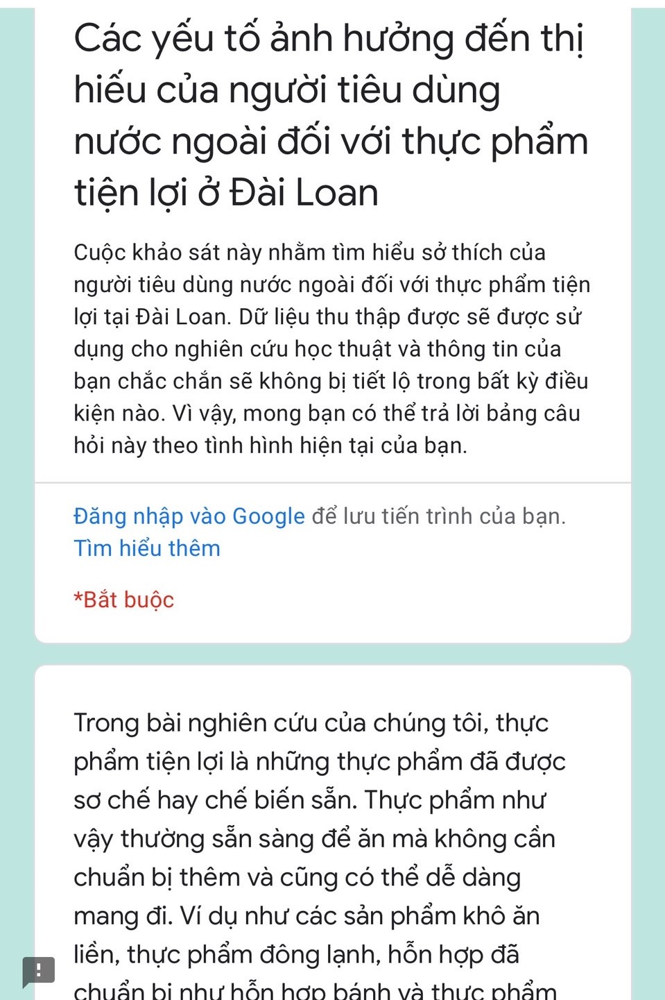 Các yếu tố ảnh hưởng đến thị
hiếu của người tiêu dùng
nước ngoài đối với thực phẩm
tiện lợi ở Đài Loan
Cuộc khảo sát này nhằm tìm hiểu sở thích của
người tiêu dùng nước ngoài đối với thực phẩm tiện
lợi tại Đài Loan. Dữ liệu thu thập được sẽ được sử
dụng cho nghiên cứu học thuật và thông tin của
bạn chắc chắn sẽ không bị tiết lộ trong bất kỳ điều
kiện nào. Vì vậy, mong bạn có thể trả lời bảng câu
hỏi này theo tình hình hiện tại của bạn.
Đăng nhập vào Google để lưu tiến trình của bạn.
Tìm hiểu thêm
*Bắt buộc
Trong bài nghiên cứu của chúng tôi, thực
phẩm tiện lợi là những thực phẩm đã được
sơ chế hay chế biến sẵn. Thực phẩm như
vậy thường sẵn sàng để ăn mà không cần
chuẩn bị thêm và cũng có thể dễ dàng
mang đi. Ví dụ như các sản phẩm khô ăn
liền, thực phẩm đông lạnh, hỗn hợp đã
chuẩn bị như hỗn hợp bánh và thực phẩm